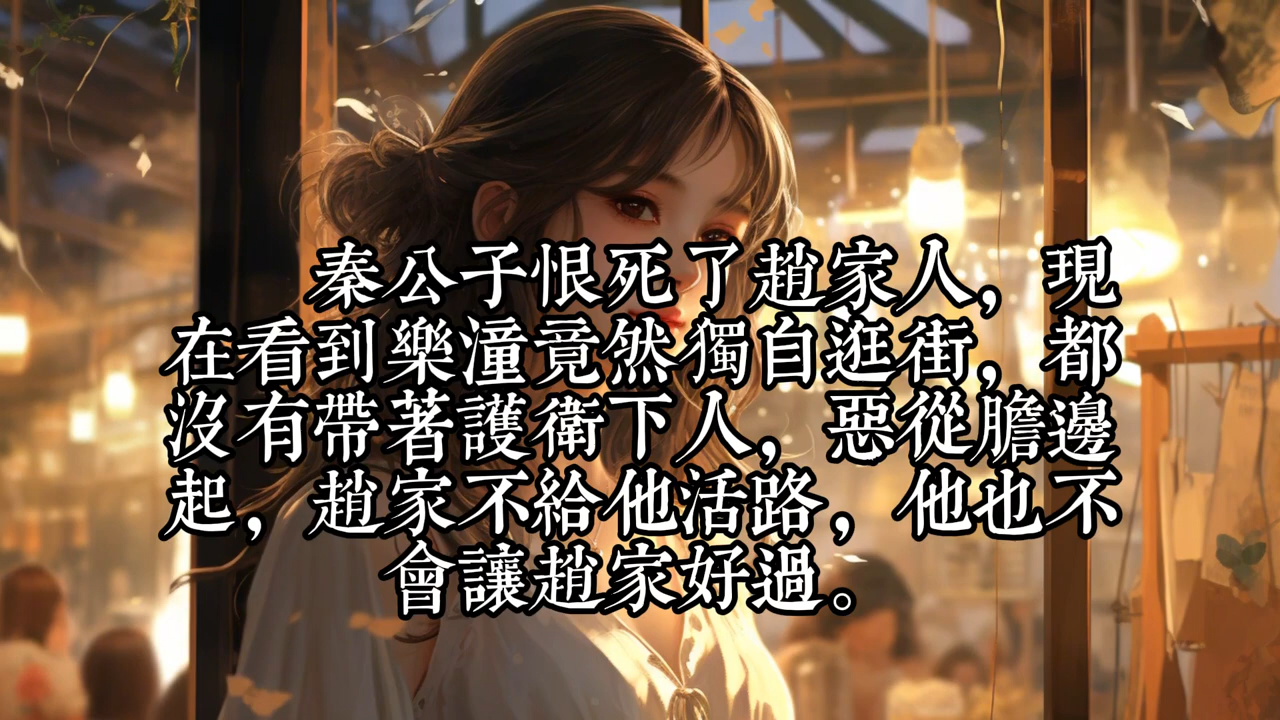 秦公子恨死了趙家人，現
在看到樂潼竟然獨自逛街，都
沒有帶著護衛下人，惡從膽邊
起，趙家不給他活路，他也不
會讓趙家好過。